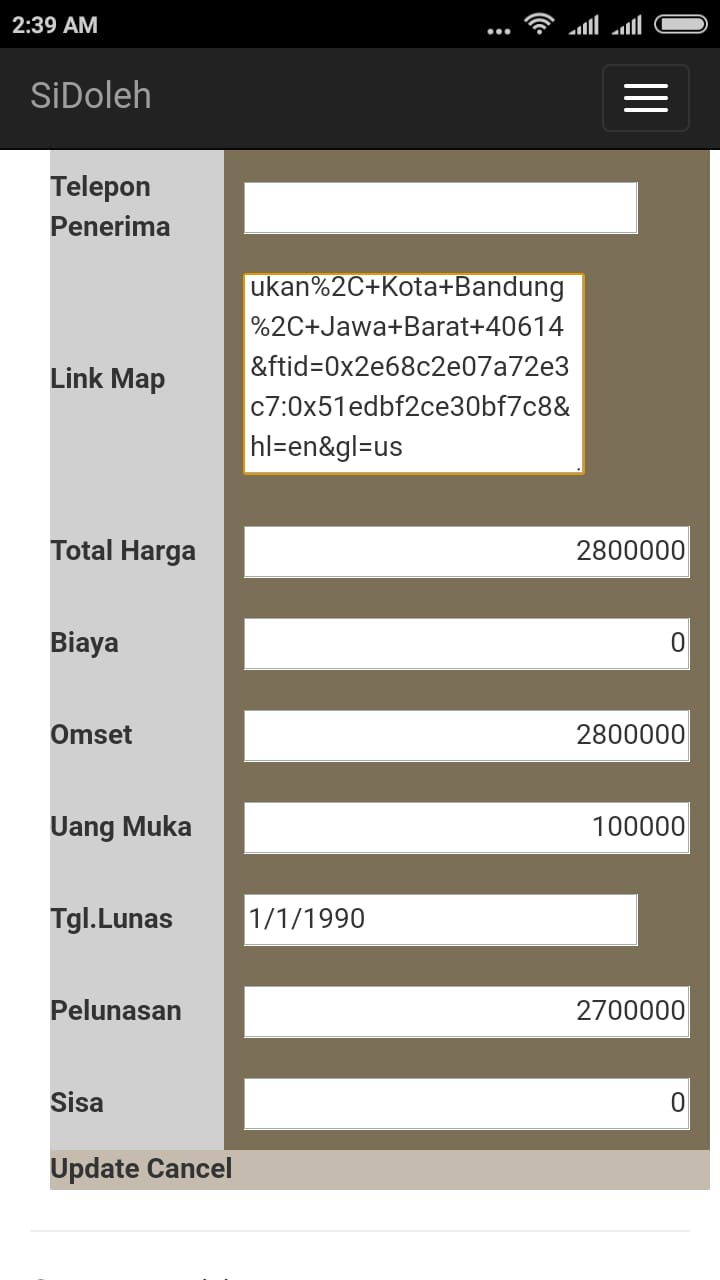 2:39 AM
SiDoleh
Telepon
Penerima
Link Map
ukan%2C+Kota+Bandung
%2C+Jawa+Barat+40614
&ftid=0x2e68c2e07a72e3
c7:0x51edbf2ce30bf7c8&
hl=en&gl=us
Total Harga 2800000
Biaya 0
Omset 2800000
Uang Muka 100000
Tgl.Lunas 1/1/1990
Pelunasan 2700000
Sisa 0
Update Cancel